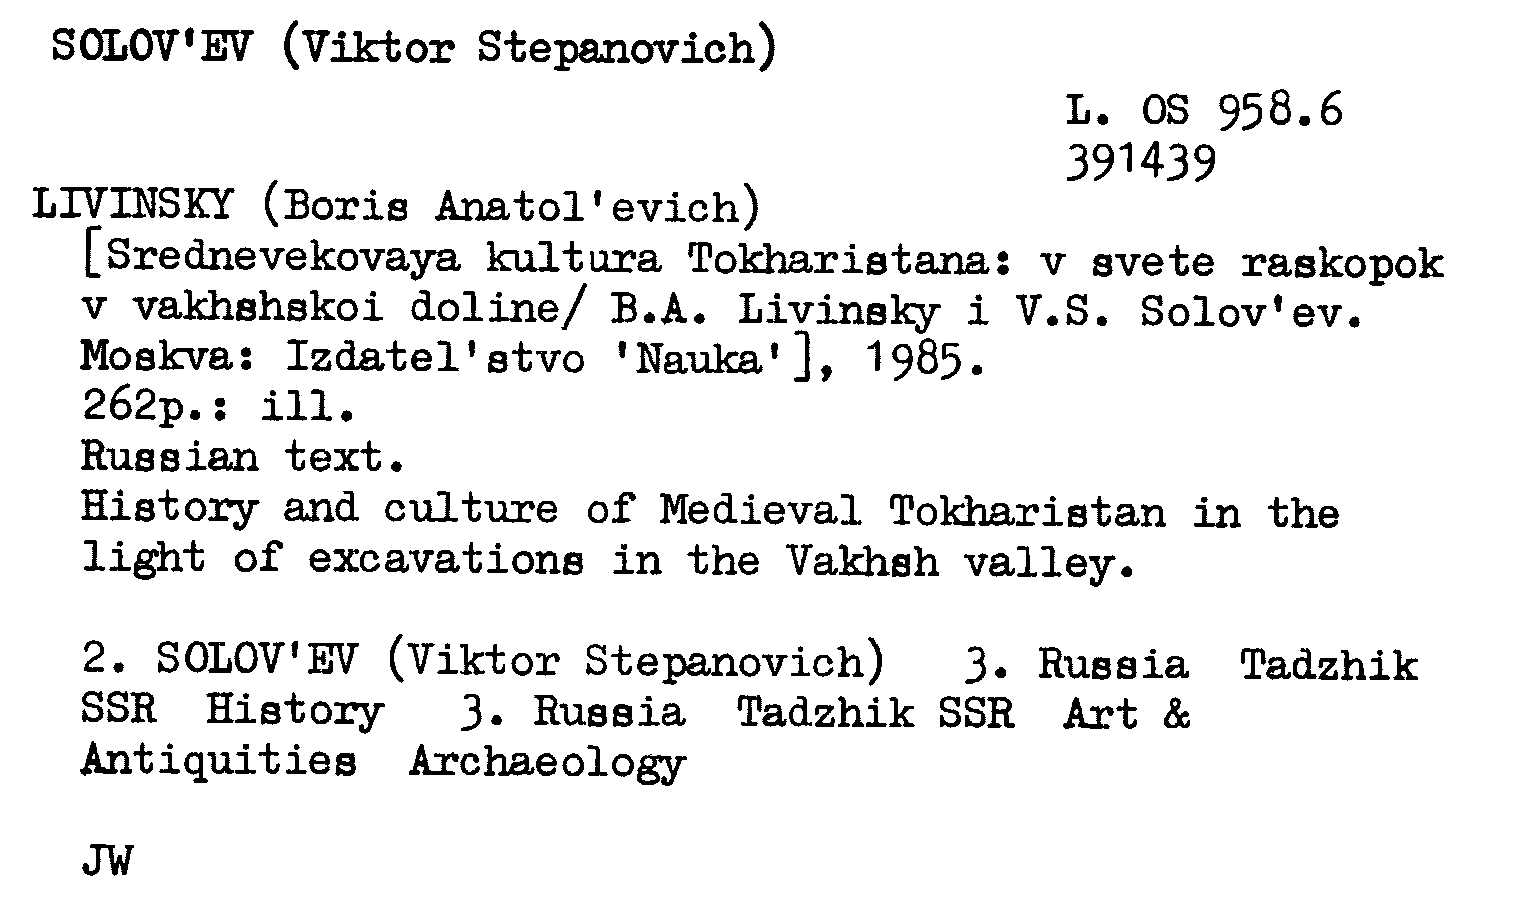 SOLOV'EV (Viktor Stepanovich)
L. OS 958.6
391439
LIVINSKY (Boris Anatol'evich)
[Srednevekovaya kultura Tokharistana: v svete raskopok
v vakhshskoi doline/ B.A. Livinsky i V.S. Solov'ev.
Moskva: Izdatel'stvo 'Nauka'], 1985.
262p.: ill.
Russian text.
History and culture of Medieval Tokharistan in the
light of excavations in the Vakhsh valley.
2. SOLOV'EV (Viktor Stepanovich) 3. Russia Tadzhik
SSR History 3. Russia Tadzhik SSR Art &
Antiquities Archaeology
JW